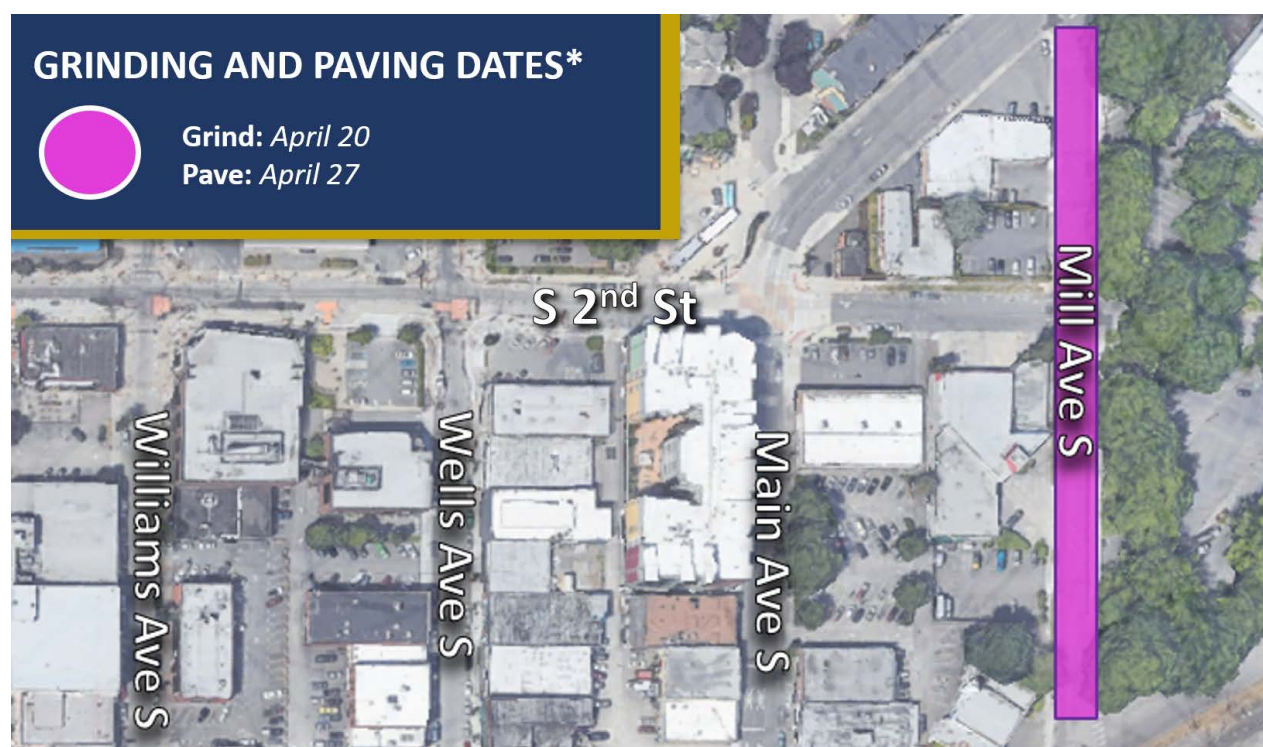 GRINDING AND PAVING DATES*
Grind: April 20
Pave: April 27
S 2nd St
Mill Ave S
Williams Ave S
Wells Ave S
Main Ave S